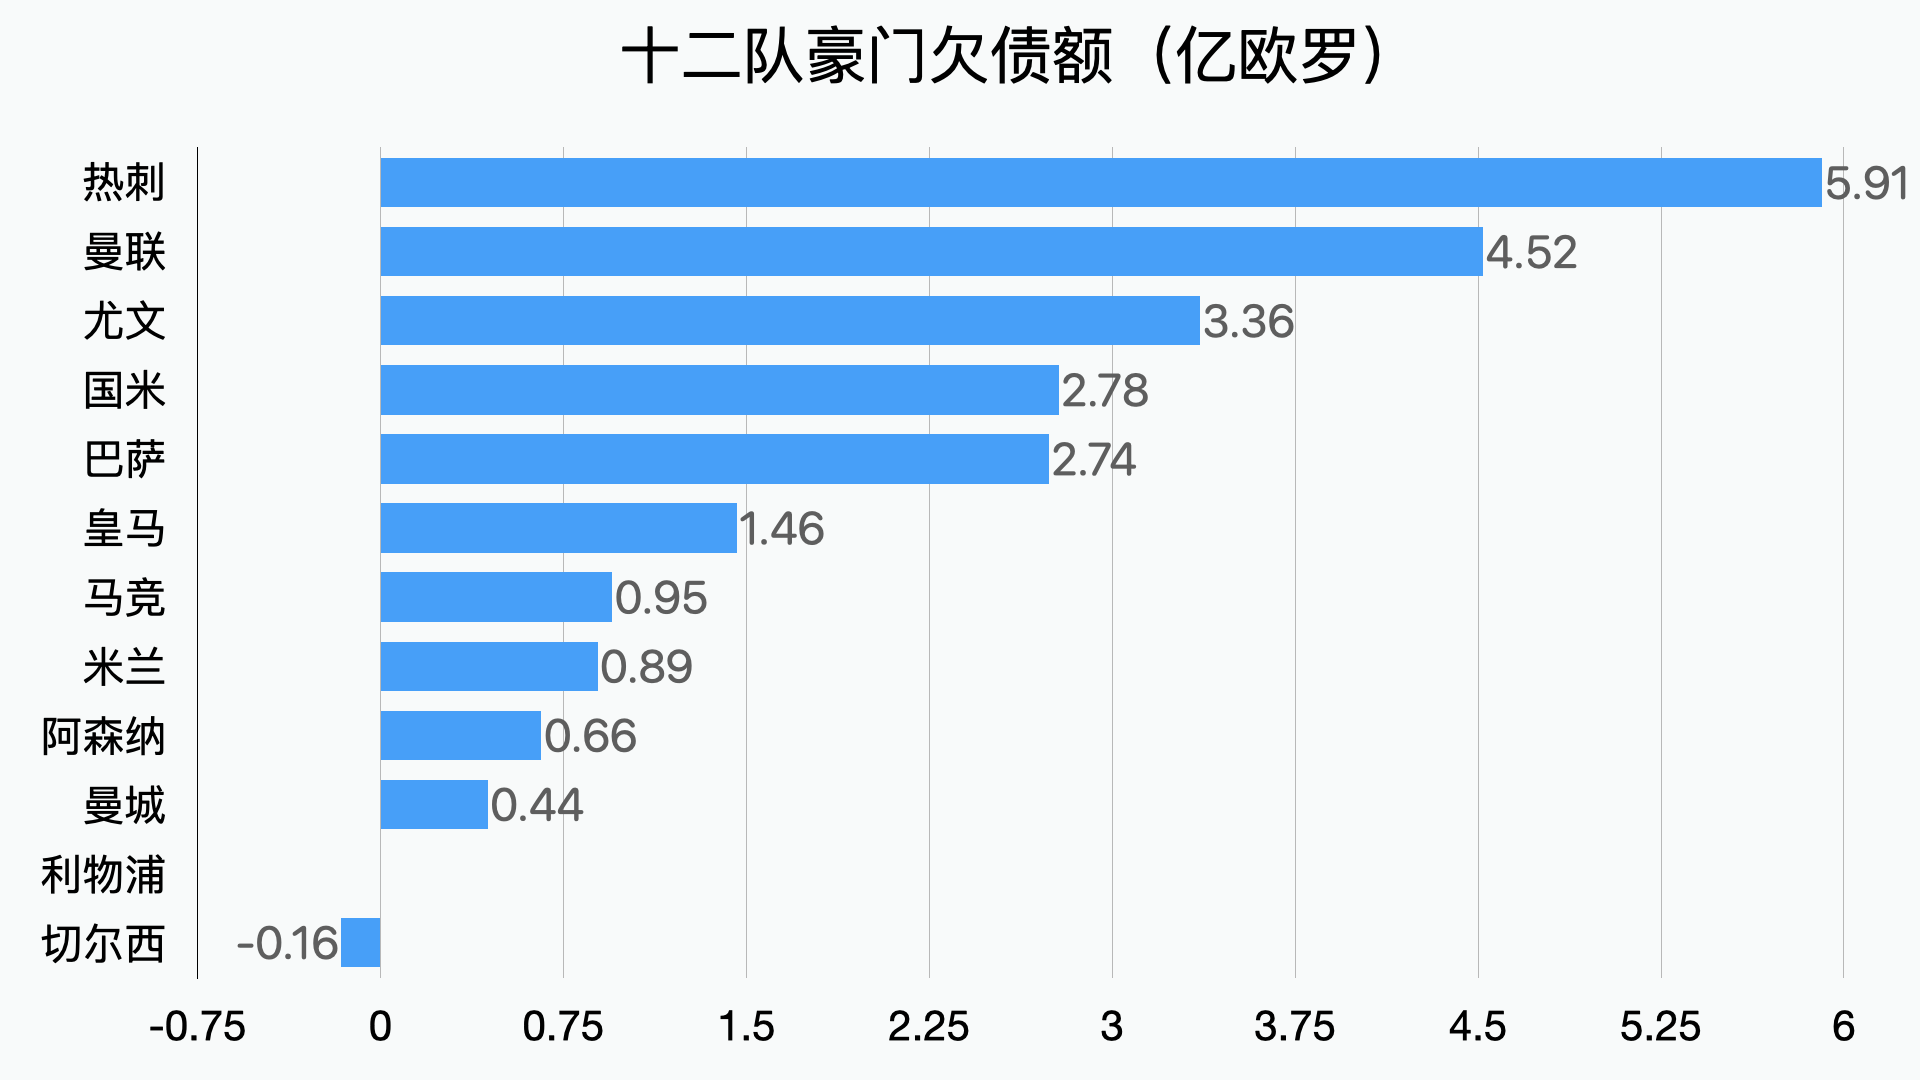 十二队豪门欠债额（亿欧罗）
热刺 5.91
曼联 4.52
尤文 3.36
国米 2.78
巴萨 2.74
皇马 1.46
马竞 0.95
米兰 0.89
阿森纳 0.66
曼城 0.44
利物浦
切尔西 -0.16
-0.75 0 0.75 1.5 2.25 3 3.75 4.5 5.25 6